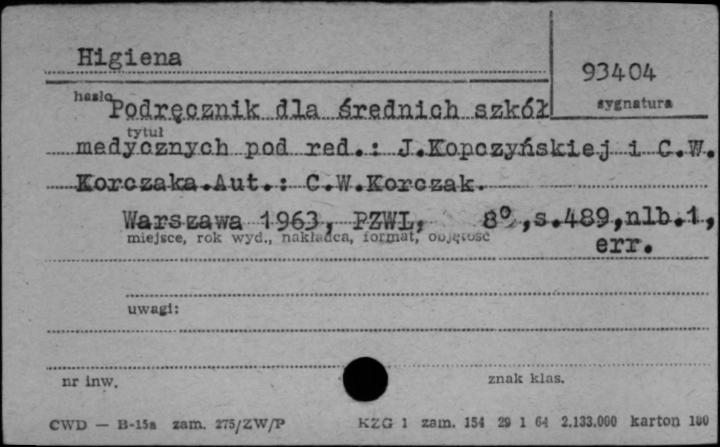 Higiena
93404
hasło
sygnatura
Podręcznik dla średnich szkół
tytuł
medycznych pod red.: J.Kopczyńskiej i C.W.
Korczaka.Aut.: C.W.Korczak.
Warszawa 1963, PZWL, 8°,s.489,nlb.1,
miejsce, rok wyd., nakładca, format, objętość
err.
uwagi:
nr inw.
znak klas.
CWD — B-15a zam. 275/ZW/P KZG 1 zam. 154 29 1 64 2.133.000 karton 180